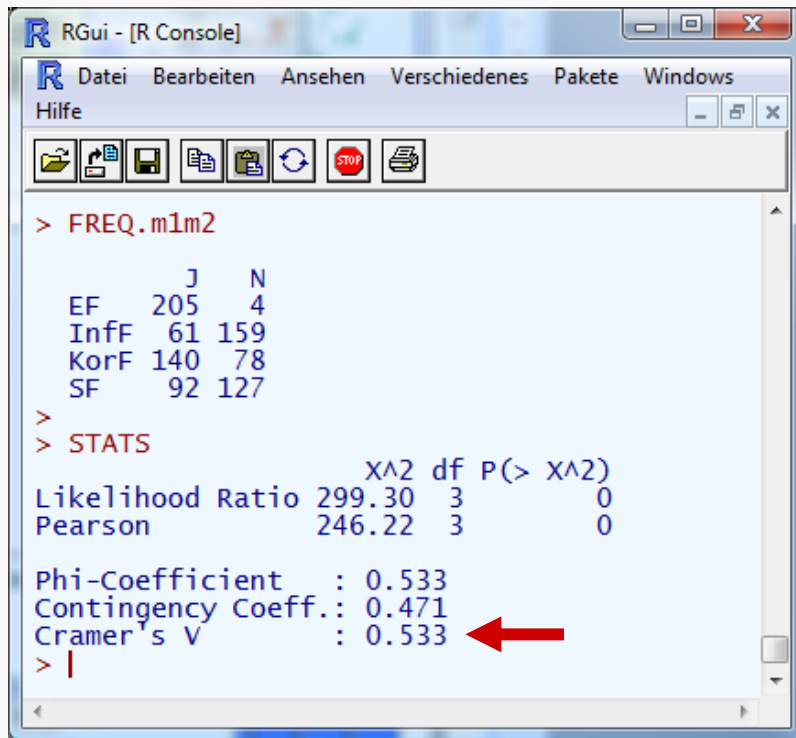 RGui - [R Console]
Datei Bearbeiten Ansehen Verschiedenes Pakete Windows
Hilfe
STOP
> FREQ.m1m2
J N
EF 205 4
InfF 61 159
KorF 140 78
SF 92 127
>
> STATS
X^2 df P(> X^2)
Likelihood Ratio 299.30 3 0
Pearson 246.22 3 0
Phi-Coefficient : 0.533
Contingency Coeff.: 0.471
Cramer's V : 0.533
> |